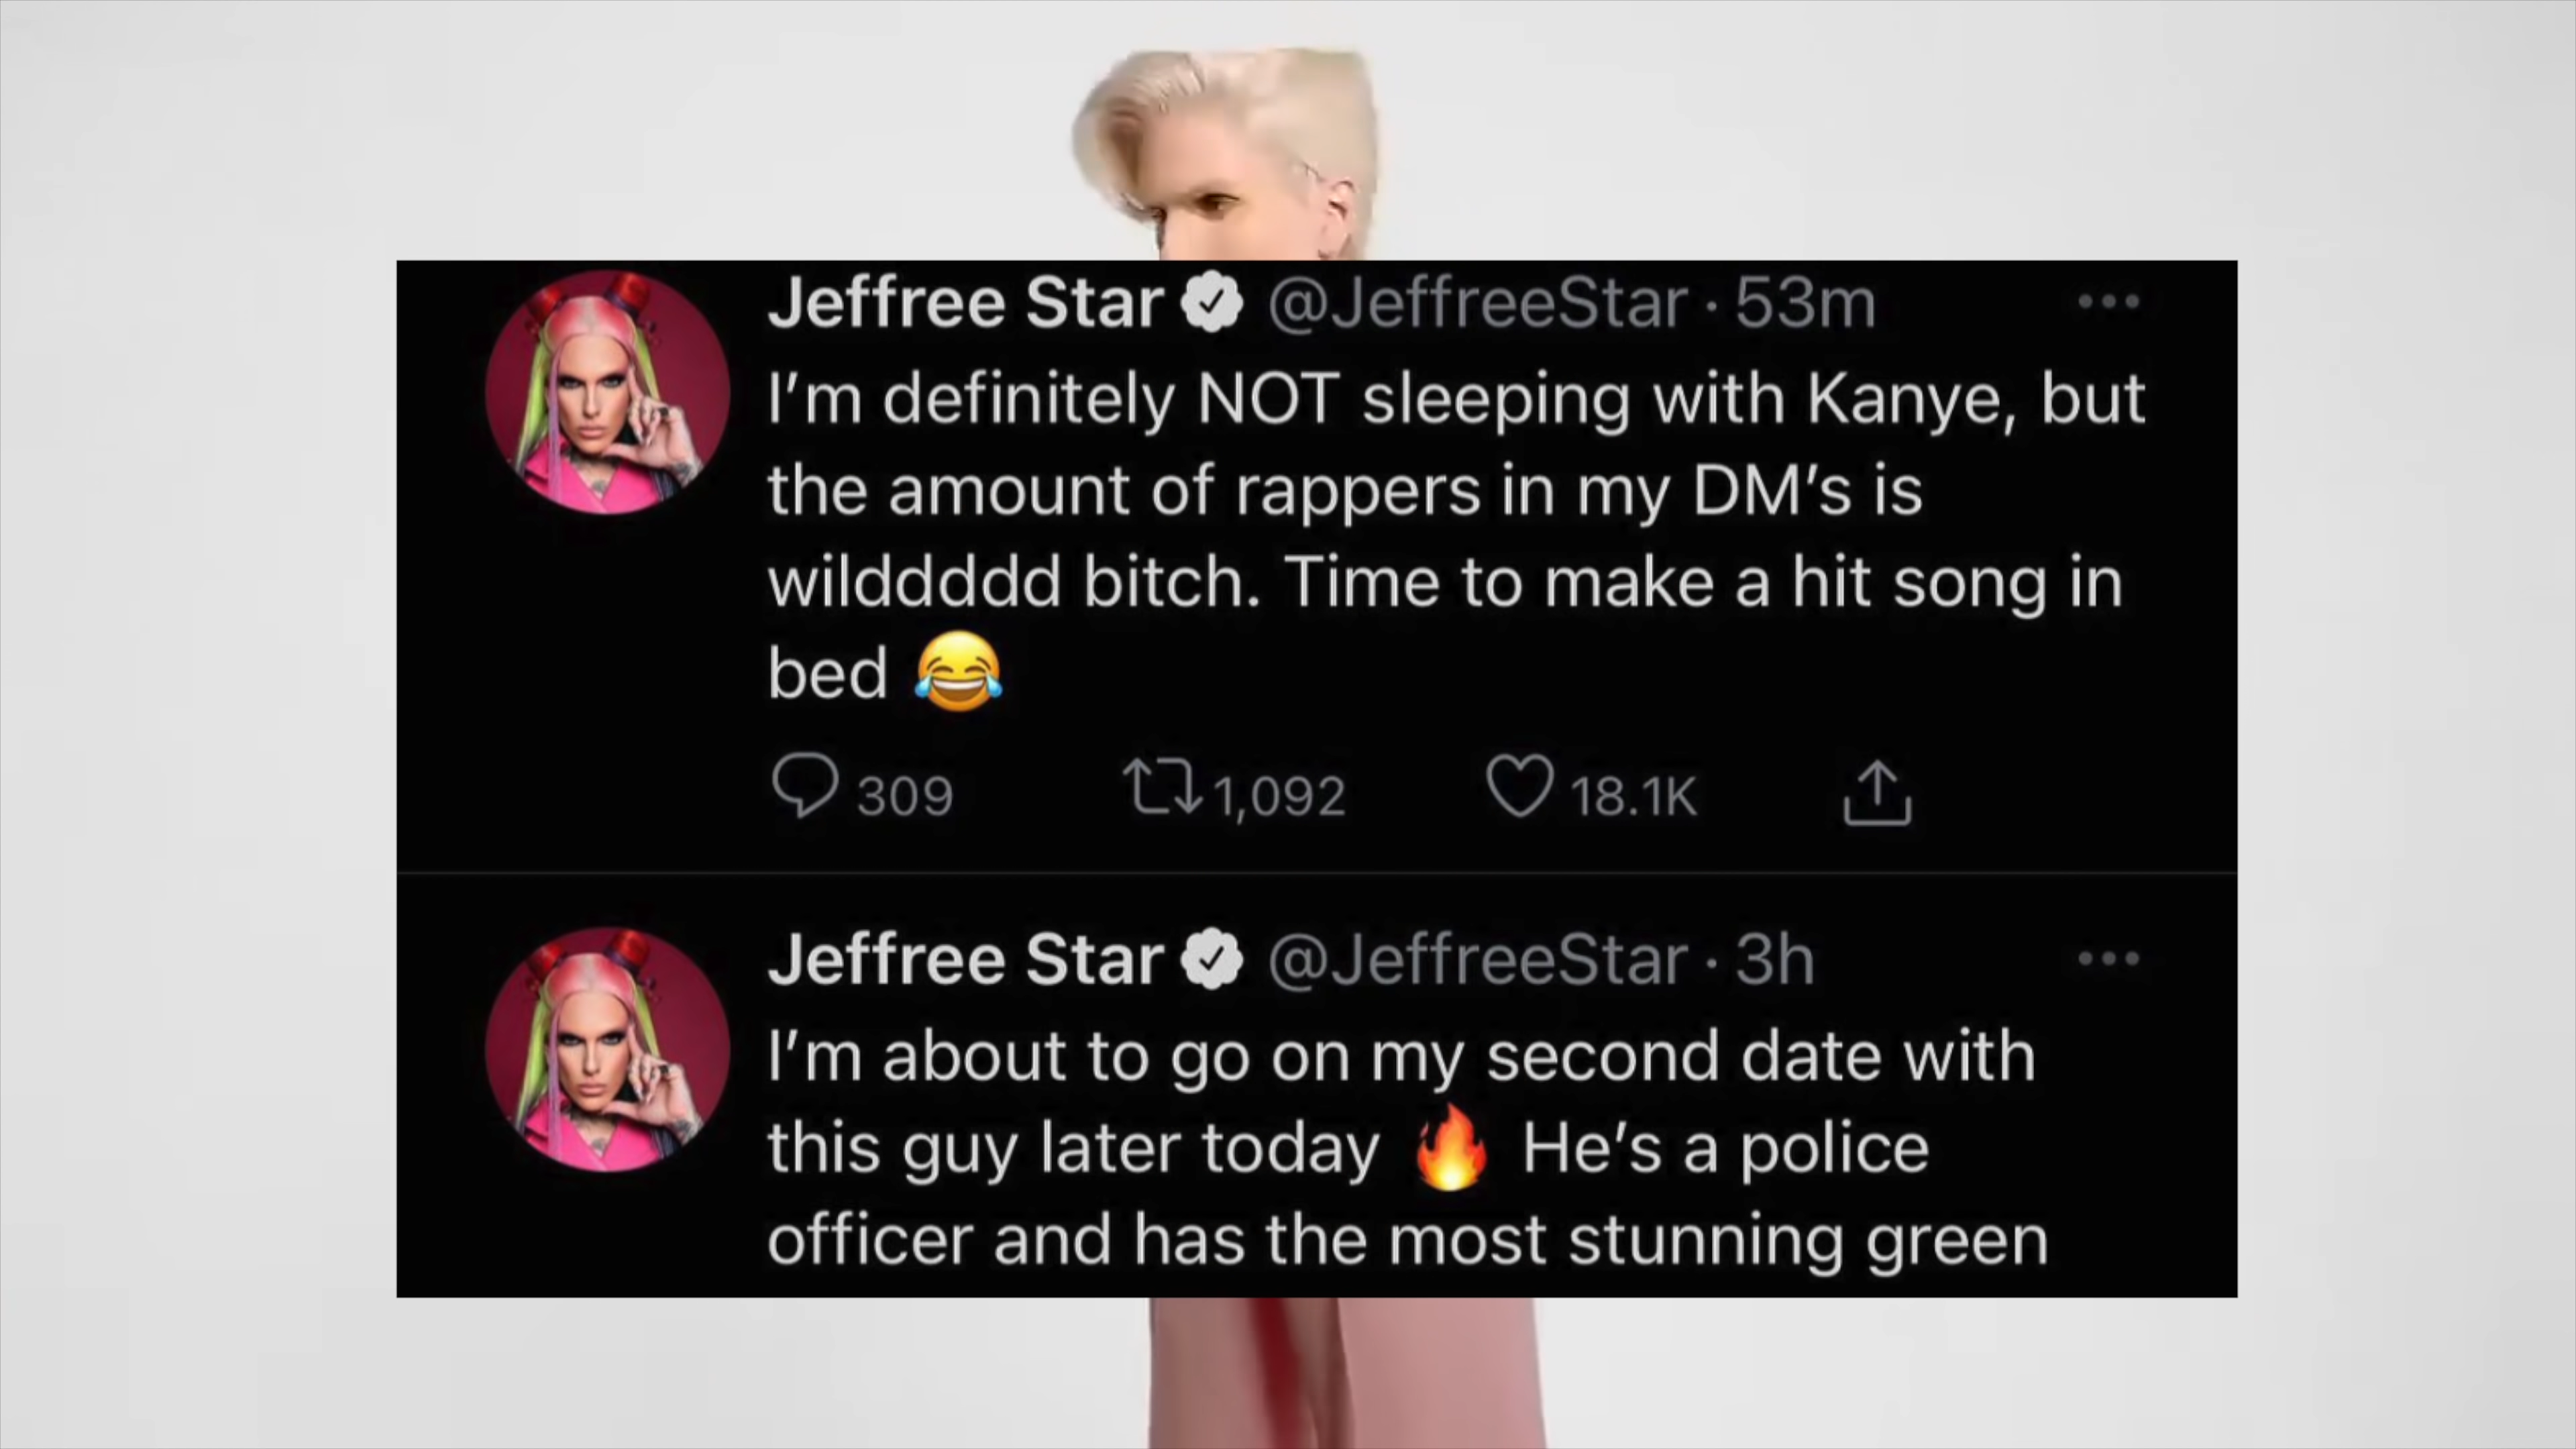 Jeffree Star @JeffreeStar · 53m
I’m definitely NOT sleeping with Kanye, but
the amount of rappers in my DM’s is
wilddddd bitch. Time to make a hit song in
bed 😂
309 1,092 18.1K
Jeffree Star @JeffreeStar · 3h
I’m about to go on my second date with
this guy later today 🔥 He’s a police
officer and has the most stunning green